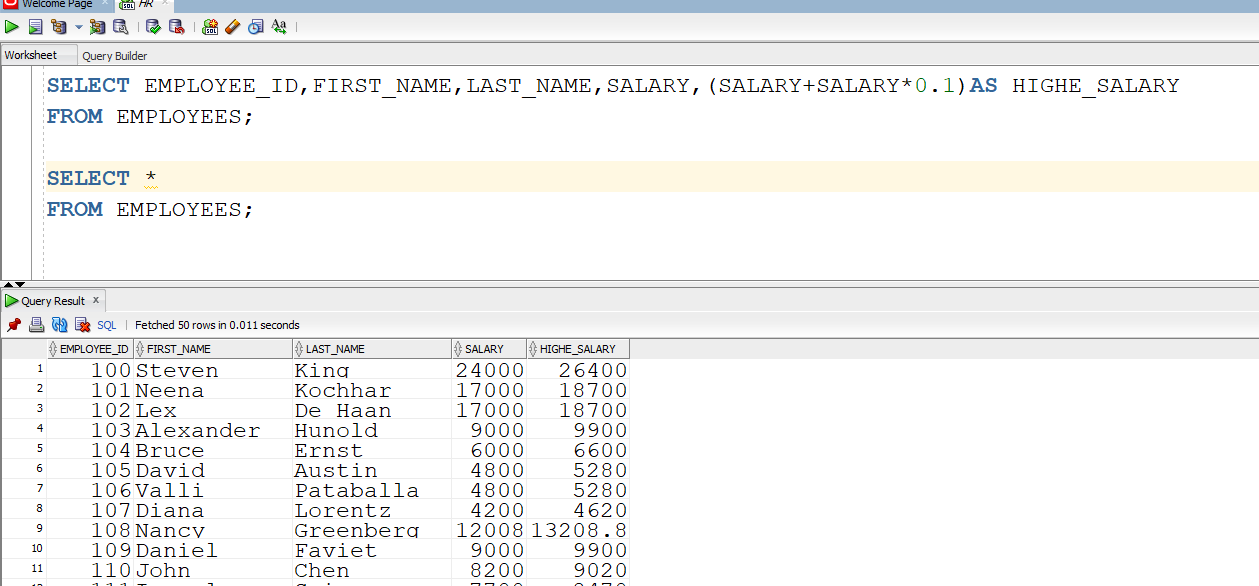 Welcome Page
HR
Worksheet
Query Builder
SELECT EMPLOYEE_ID,FIRST_NAME,LAST_NAME,SALARY,(SALARY+SALARY*0.1)AS HIGHE_SALARY
FROM EMPLOYEES;
SELECT *
FROM EMPLOYEES;
Query Result x
SQL | Fetched 50 rows in 0.011 seconds
EMPLOYEE_ID FIRST_NAME LAST_NAME SALARY HIGHE_SALARY
1 100 Steven King 24000 26400
2 101 Neena Kochhar 17000 18700
3 102 Lex De Haan 17000 18700
4 103 Alexander Hunold 9000 9900
5 104 Bruce Ernst 6000 6600
6 105 David Austin 4800 5280
7 106 Valli Pataballa 4800 5280
8 107 Diana Lorentz 4200 4620
9 108 Nancy Greenberg 12008 13208.8
10 109 Daniel Faviet 9000 9900
11 110 John Chen 8200 9020